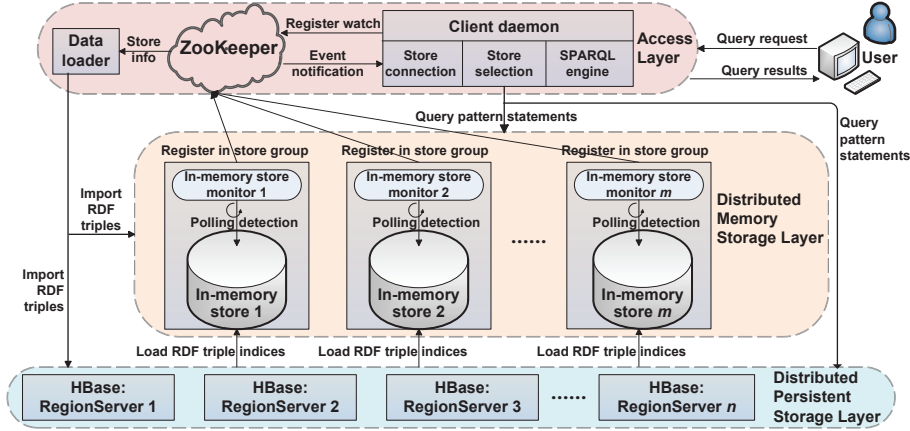 Register watch
Client daemon
Data
loader
Store
info
ZooKeeper
Event
notification
Store
connection
Store
selection
SPARQL
engine
Access
Layer
Query request
Query results
User
Query pattern statements
Query
pattern
statements
Import
RDF
triples
Import
RDF
triples
Register in store group
Register in store group
Register in store group
In-memory store
monitor 1
In-memory store
monitor 2
In-memory store
monitor m
Polling detection
Polling detection
Polling detection
In-memory
store 1
In-memory
store 2
......
In-memory
store m
Distributed
Memory
Storage Layer
Load RDF triple indices
Load RDF triple indices
Load RDF triple indices
HBase:
RegionServer 1
HBase:
RegionServer 2
HBase:
RegionServer 3
......
HBase:
RegionServer n
Distributed
Persistent
Storage Layer